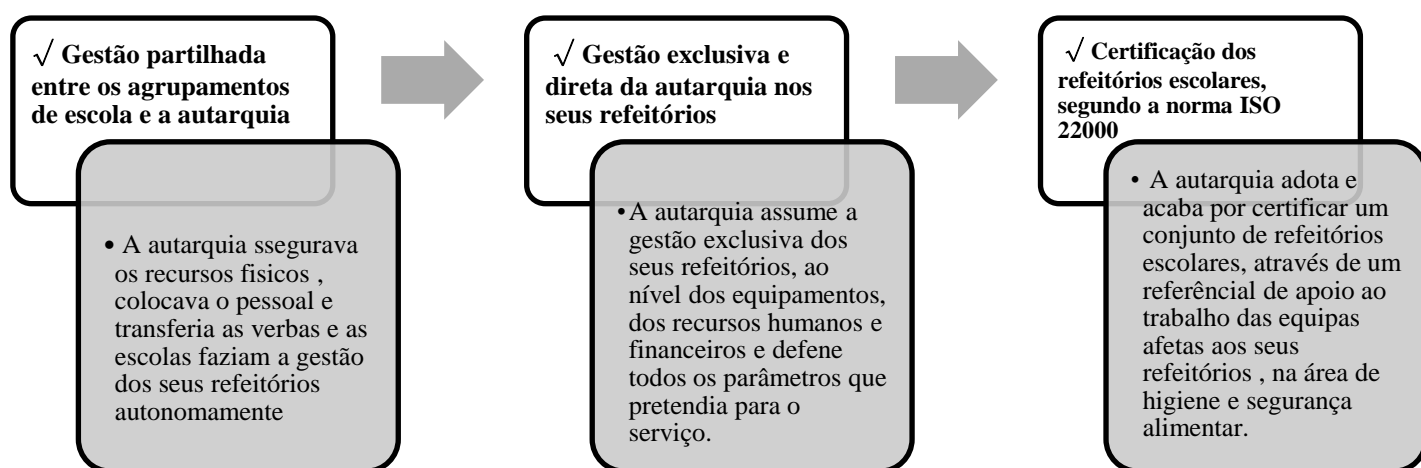 √ Gestão partilhada
entre os agrupamentos
de escola e a autarquia
• A autarquia ssegurava
os recursos fisicos ,
colocava o pessoal e
transferia as verbas e as
escolas faziam a gestão
dos seus refeitórios
autonomamente
√ Gestão exclusiva e
direta da autarquia nos
seus refeitórios
• A autarquia assume a
gestão exclusiva dos
seus refeitórios, ao
nível dos equipamentos,
dos recursos humanos e
financeiros e defene
todos os parâmetros que
pretendia para o
serviço.
√ Certificação dos
refeitórios escolares,
segundo a norma ISO
22000
• A autarquia adota e
acaba por certificar um
conjunto de refeitórios
escolares, através de um
referêncial de apoio ao
trabalho das equipas
afetas aos seus
refeitórios , na área de
higiene e segurança
alimentar.